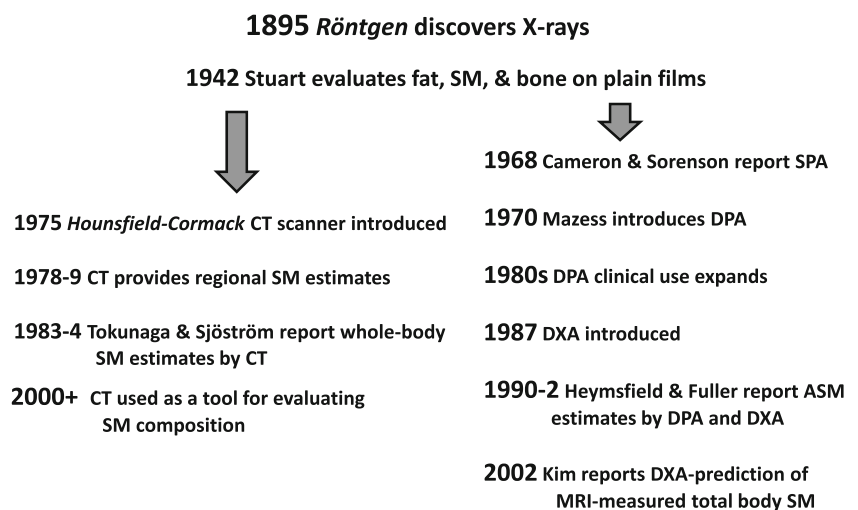 1895 Röntgen discovers X-rays
1942 Stuart evaluates fat, SM, & bone on plain films
1975 Hounsfield-Cormack CT scanner introduced
1978-9 CT provides regional SM estimates
1983-4 Tokunaga & Sjöström report whole-body
SM estimates by CT
2000+ CT used as a tool for evaluating
SM composition
1968 Cameron & Sorenson report SPA
1970 Mazess introduces DPA
1980s DPA clinical use expands
1987 DXA introduced
1990-2 Heymsfield & Fuller report ASM
estimates by DPA and DXA
2002 Kim reports DXA-prediction of
MRI-measured total body SM